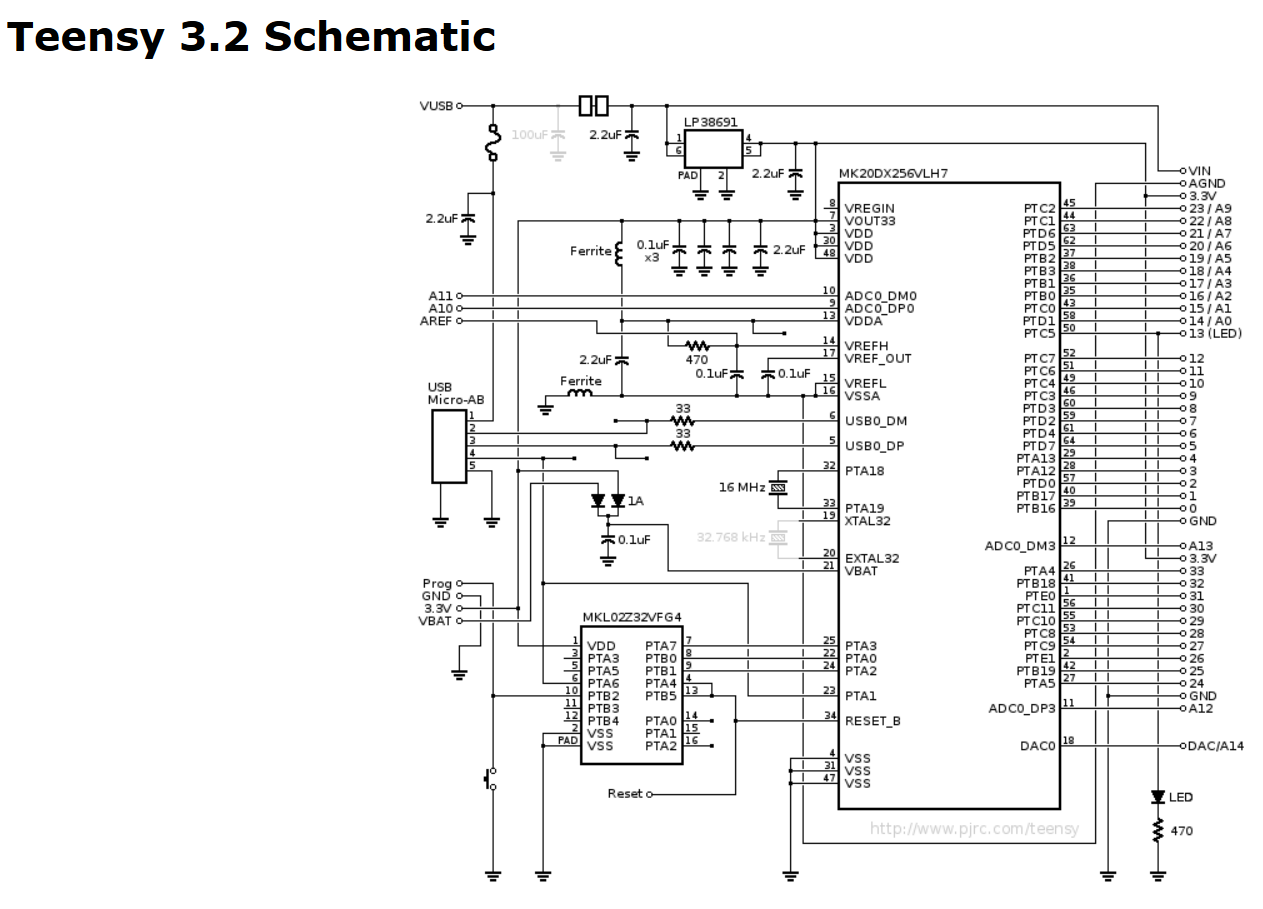 Teensy 3.2 Schematic
VUSB
100uF
2.2uF
LP38691
1 4
6 5
PAD 2
2.2uF
MK20DX256VLH7
2.2uF
Ferrite
0.1uF
x3
2.2uF
A11
A10
AREF
2.2uF
470
0.1uF
0.1uF
Ferrite
USB
Micro-AB
1
2
3
4
5
33
33
16 MHz
32.768 kHz
1A
0.1uF
Prog
GND
3.3V
VBAT
MKL02Z32VFG4
1 VDD PTA7 7
3 PTA3 PTB0 8
5 PTA5 PTB1 9
6 PTA6 PTA4 4
10 PTB2 PTB5 13
11 PTB3
12 PTB4 PTA0 14
2 VSS PTA1 15
PAD VSS PTA2 16
Reset
8 VREGIN
7 VOUT33
3 VDD
30 VDD
48 VDD
10 ADC0_DM0
9 ADC0_DP0
13 VDDA
14 VREFH
17 VREF_OUT
15 VREFL
16 VSSA
6 USB0_DM
5 USB0_DP
32 PTA18
33 PTA19
19 XTAL32
20 EXTAL32
21 VBAT
25 PTA3
22 PTA0
24 PTA2
23 PTA1
34 RESET_B
4 VSS
31 VSS
47 VSS
VIN
AGND
3.3V
PTC2 45 23 / A9
PTC1 44 22 / A8
PTD6 63 21 / A7
PTD5 62 20 / A6
PTB2 37 19 / A5
PTB3 38 18 / A4
PTB1 36 17 / A3
PTB0 35 16 / A2
PTC0 43 15 / A1
PTD1 58 14 / A0
PTC5 50 13 (LED)
PTC7 52 12
PTC6 51 11
PTC4 49 10
PTC3 46 9
PTD3 60 8
PTD2 59 7
PTD4 61 6
PTD7 64 5
PTA13 29 4
PTA12 28 3
PTD0 57 2
PTB17 40 1
PTB16 39 0
GND
ADC0_DM3 12 A13
3.3V
PTA4 26 33
PTB18 41 32
PTE0 1 31
PTC11 56 30
PTC10 55 29
PTC8 53 28
PTC9 54 27
PTE1 2 26
PTB19 42 25
PTA5 27 24
GND
ADC0_DP3 11 A12
DAC0 18 DAC/A14
LED
470
http://www.pjrc.com/teensy